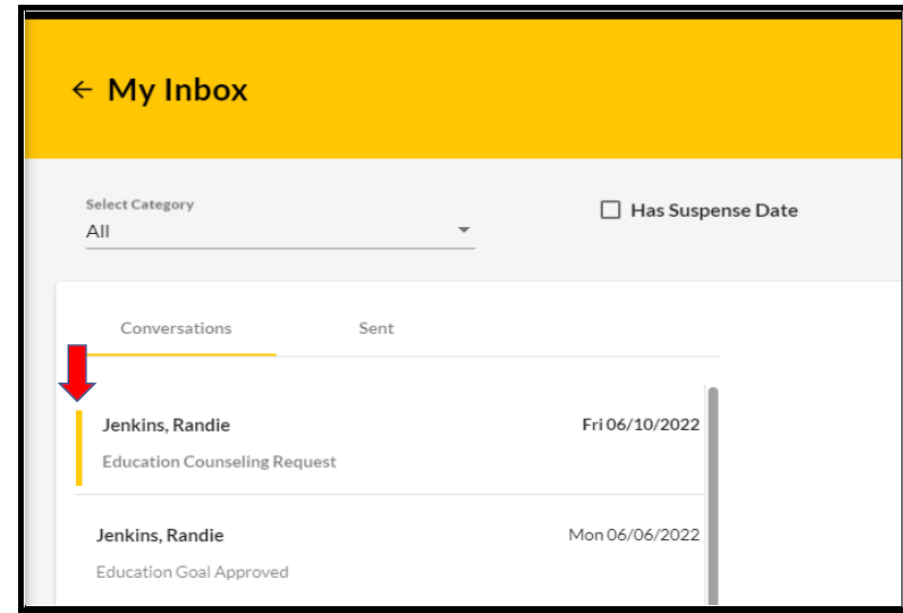 ← My Inbox
Select Category
All
Has Suspense Date
Conversations Sent
Jenkins, Randie Fri 06/10/2022
Education Counseling Request
Jenkins, Randie Mon 06/06/2022
Education Goal Approved